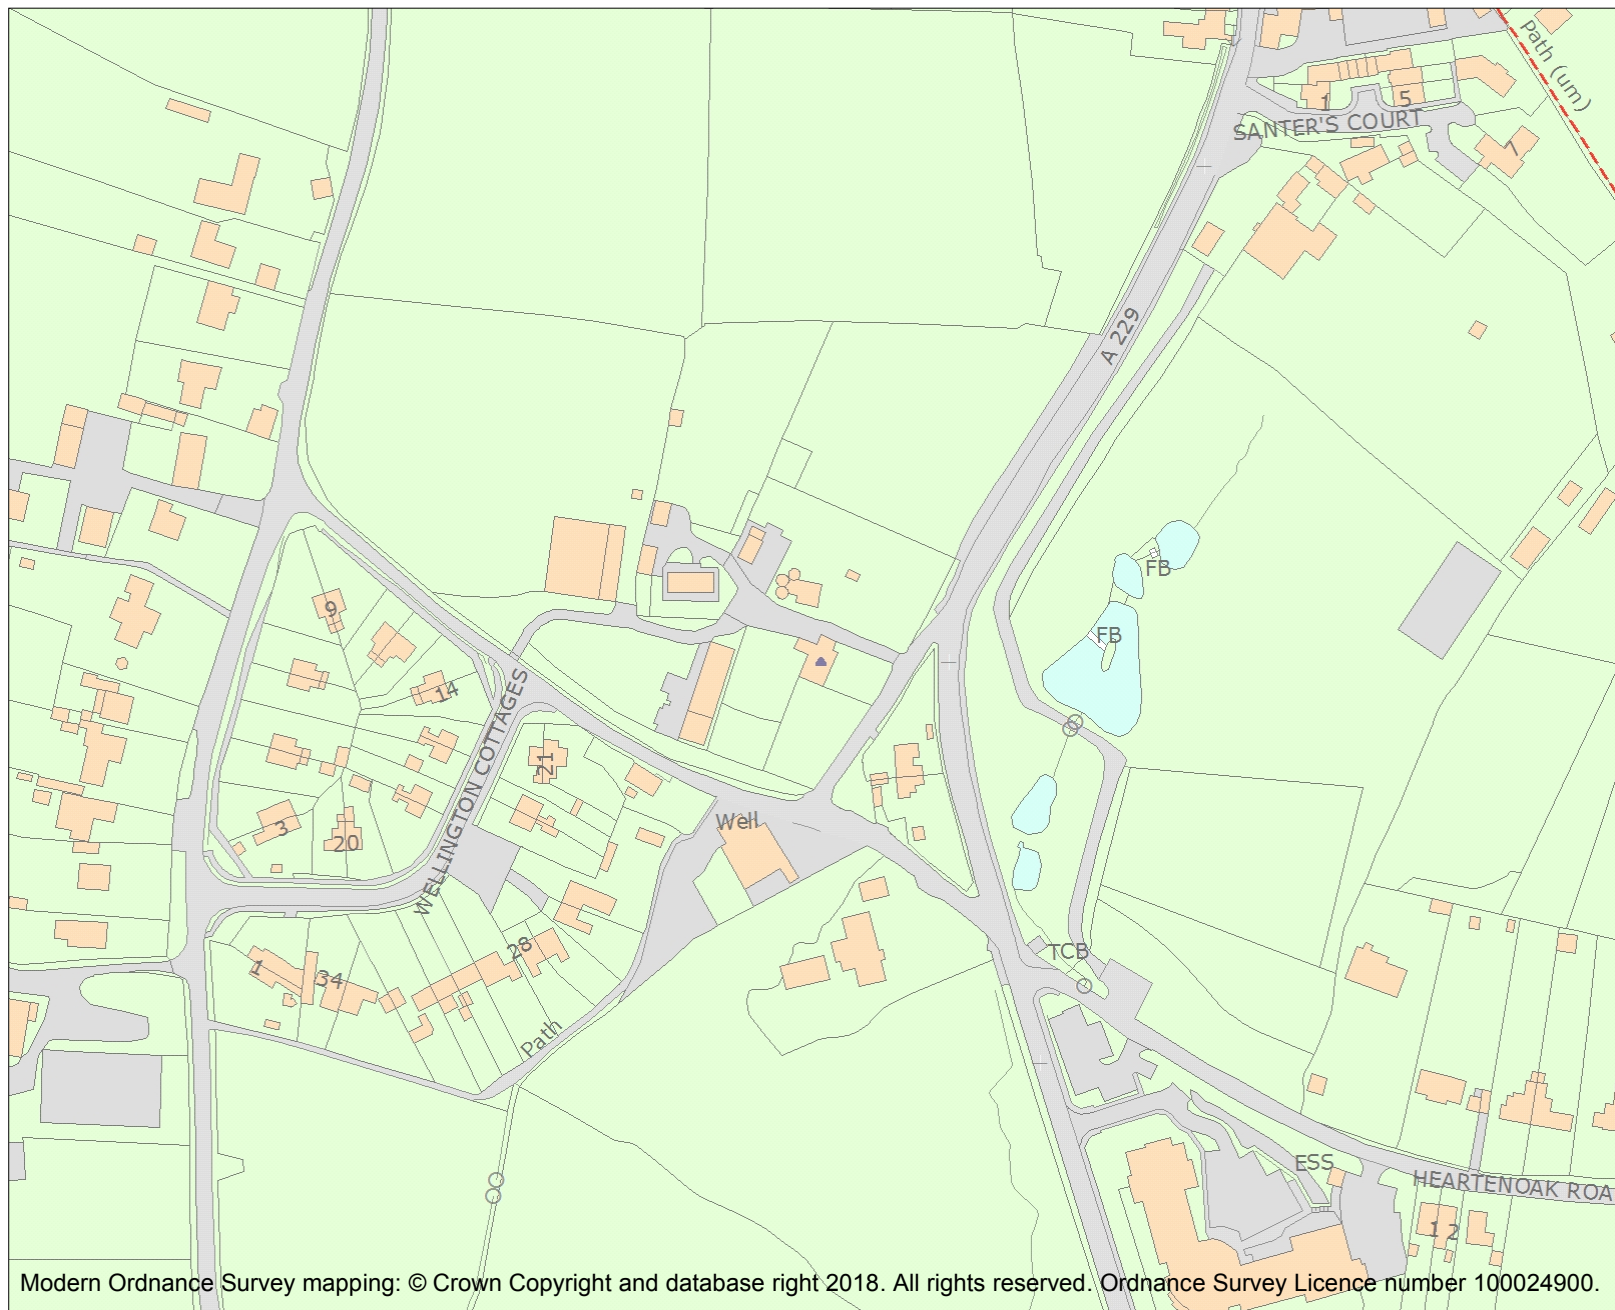 Path (um)
1
5
SANTER'S COURT
7
A 229
FB
FB
9
14
WELLINGTON COTTAGES
21
Well
3
20
28
TCB
1
34
Path
ESS
HEARTENOAK ROA
1
2
Modern Ordnance Survey mapping: © Crown Copyright and database right 2018. All rights reserved. Ordnance Survey Licence number 100024900.